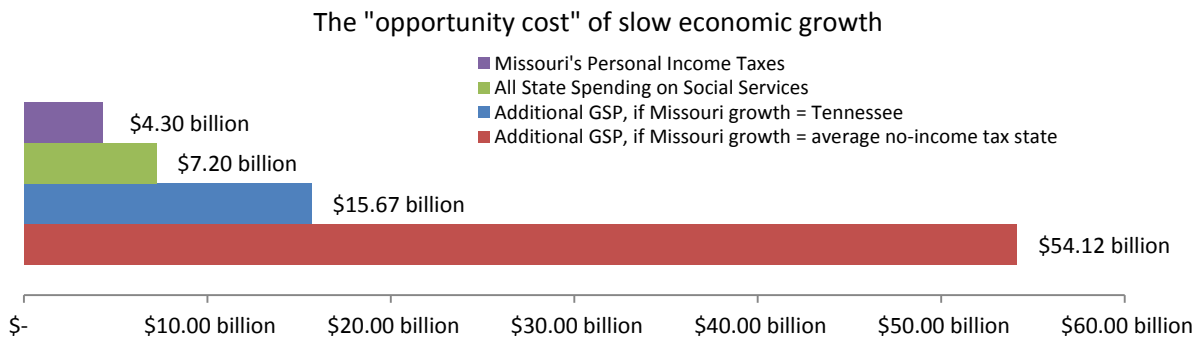 The "opportunity cost" of slow economic growth
Missouri's Personal Income Taxes
All State Spending on Social Services
Additional GSP, if Missouri growth = Tennessee
Additional GSP, if Missouri growth = average no-income tax state
$4.30 billion
$7.20 billion
$15.67 billion
$54.12 billion
$- $10.00 billion $20.00 billion $30.00 billion $40.00 billion $50.00 billion $60.00 billion